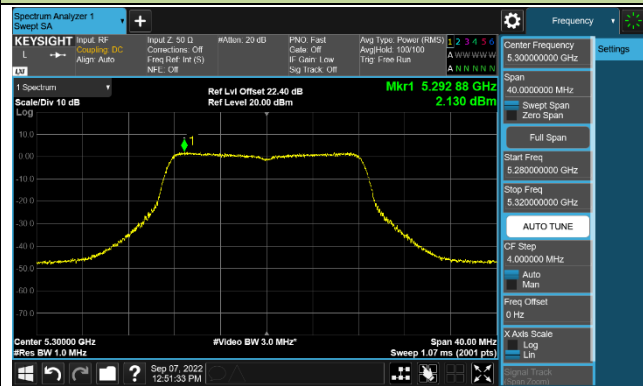 Spectrum Analyzer 1
Swept SA
Frequency
KEYSIGHT
Input: RF
Input Z: 50 Ω
#Atten: 20 dB
PNO: Fast
Avg Type: Power (RMS)
1 2 3 4 5 6
L
Coupling: DC
Corrections: Off
Gate: Off
Avg|Hold: 100/100
A W W W W W
Align: Auto
Freq Ref: Int (S)
IF Gain: Low
Trig: Free Run
NFE: Off
Sig Track: Off
A N N N N N
LXI
1 Spectrum
Ref Lvl Offset 22.40 dB
Mkr1 5.292 88 GHz
Scale/Div 10 dB
Ref Level 20.00 dBm
2.130 dBm
Log
1
10.0
0.00
-10.0
-20.0
-30.0
-40.0
-50.0
-60.0
-70.0
Center 5.30000 GHz
#Video BW 3.0 MHz*
Span 40.00 MHz
#Res BW 1.0 MHz
Sweep 1.07 ms (2001 pts)
Sep 07, 2022
12:51:33 PM
?
Center Frequency
5.300000000 GHz
Settings
Span
40.0000000 MHz
Swept Span
Zero Span
Full Span
Start Freq
5.280000000 GHz
Stop Freq
5.320000000 GHz
AUTO TUNE
CF Step
4.000000 MHz
Auto
Man
Freq Offset
0 Hz
X Axis Scale
Log
Lin
Signal Track
(Span Zoom)